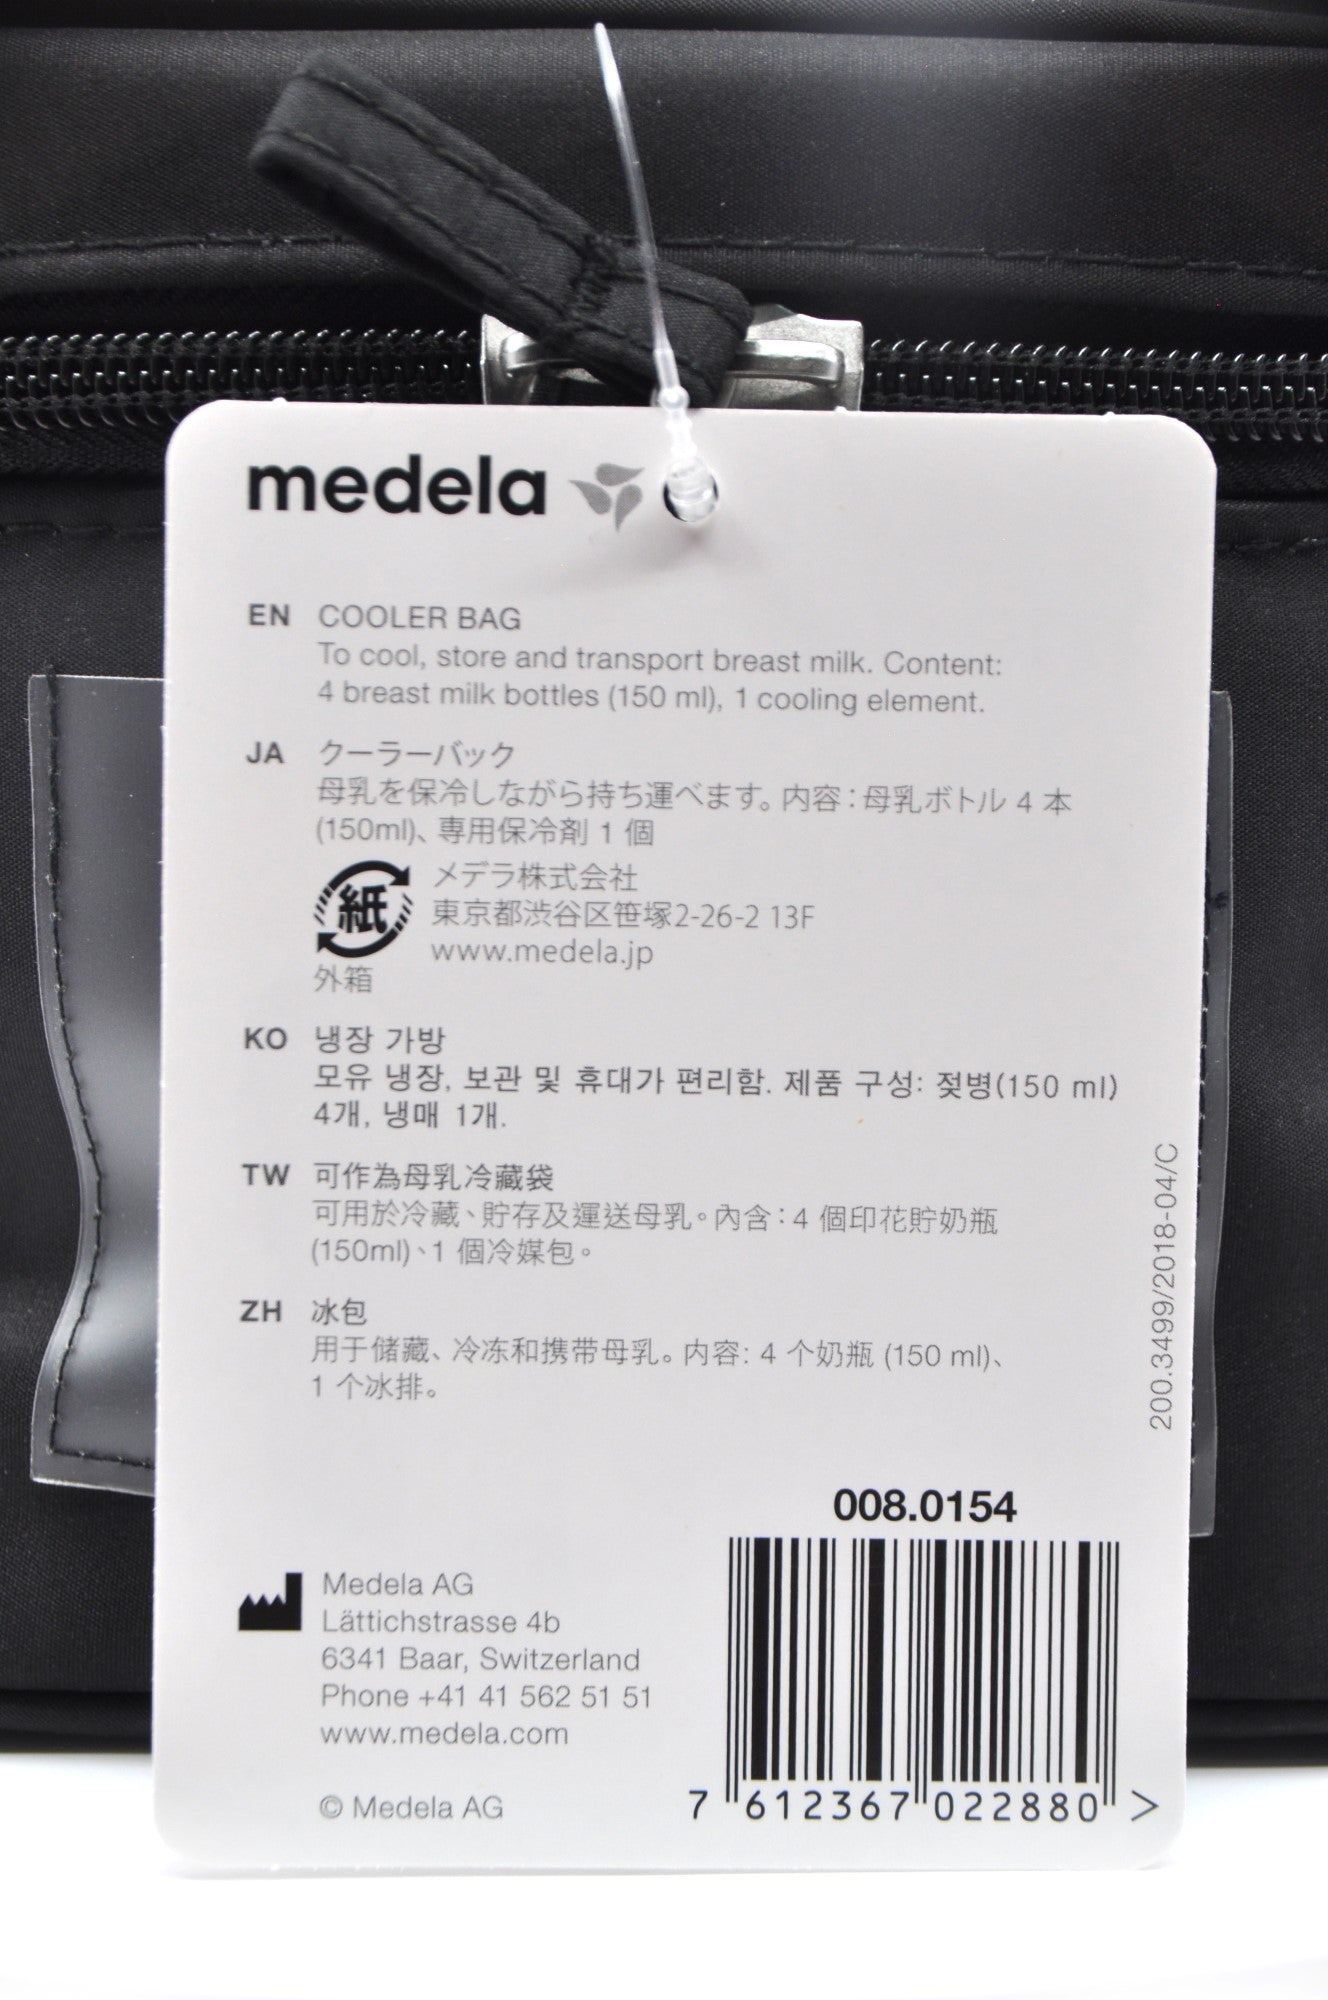 medela
EN COOLER BAG
To cool, store and transport breast milk. Content:
4 breast milk bottles (150 ml), 1 cooling element.
JA クーラーバック
母乳を保冷しながら持ち運べます。内容：母乳ボトル 4 本
(150ml)、専用保冷剤 1 個
紙
外箱
メデラ株式会社
東京都渋谷区笹塚2-26-2 13F
www.medela.jp
KO 냉장 가방
모유 냉장, 보관 및 휴대가 편리함. 제품 구성: 젖병(150 ml)
4개, 냉매 1개.
TW 可作為母乳冷藏袋
可用於冷藏、貯存及運送母乳。內含：4 個印花貯奶瓶
(150ml)、1 個冷媒包。
ZH 冰包
用于储藏、冷冻和携带母乳。内容: 4 个奶瓶 (150 ml)、
1 个冰排。
200.3499/2018-04/C
008.0154
7 612367 022880 >
Medela AG
Lättichstrasse 4b
6341 Baar, Switzerland
Phone +41 41 562 51 51
www.medela.com
© Medela AG